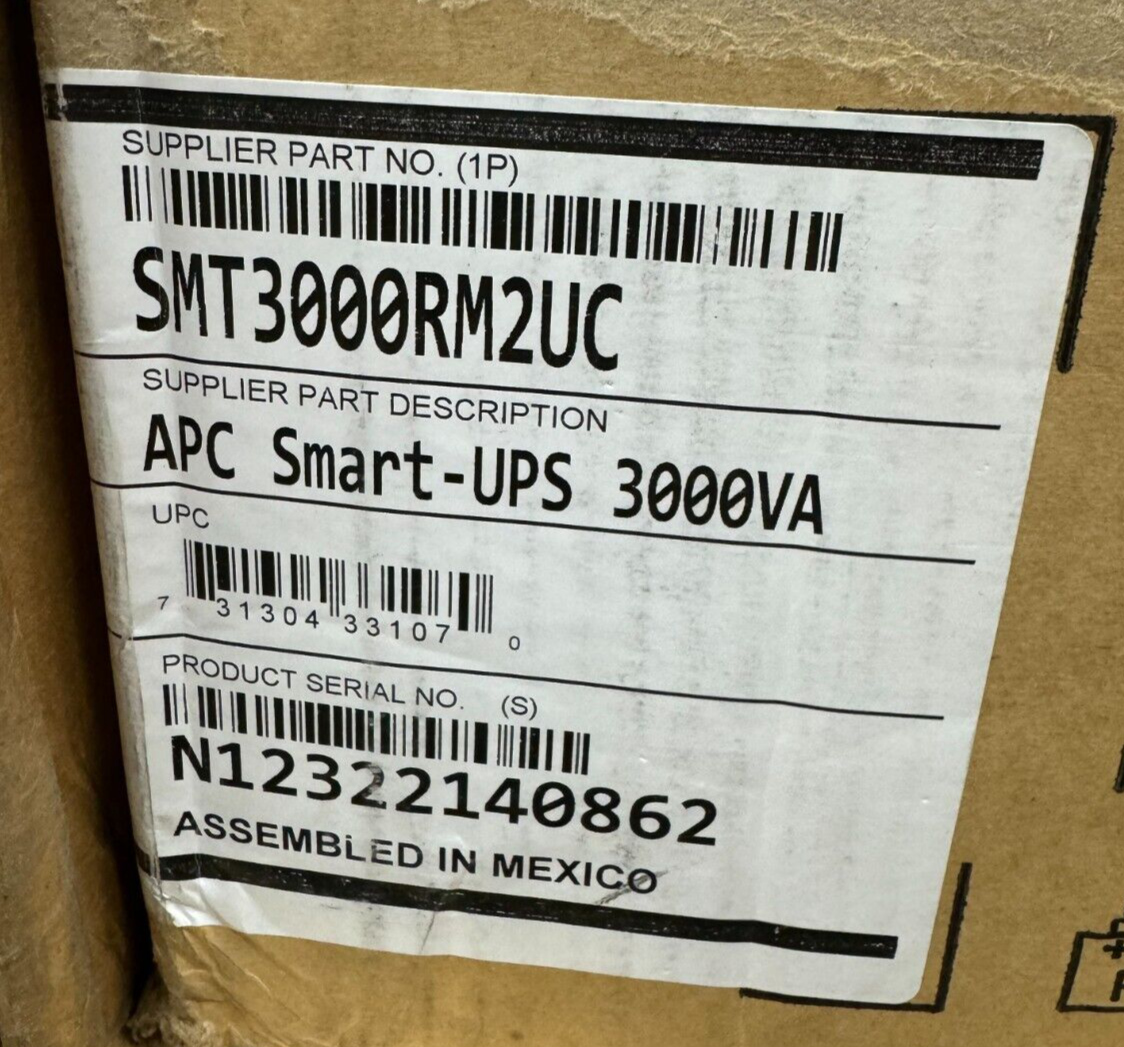 SUPPLIER PART NO. (1P)
SMT3000RM2UC
SUPPLIER PART DESCRIPTION
APC Smart-UPS 3000VA
UPC
7 31304 33107 0
PRODUCT SERIAL NO. (S)
N12322140862
ASSEMBLED IN MEXICO